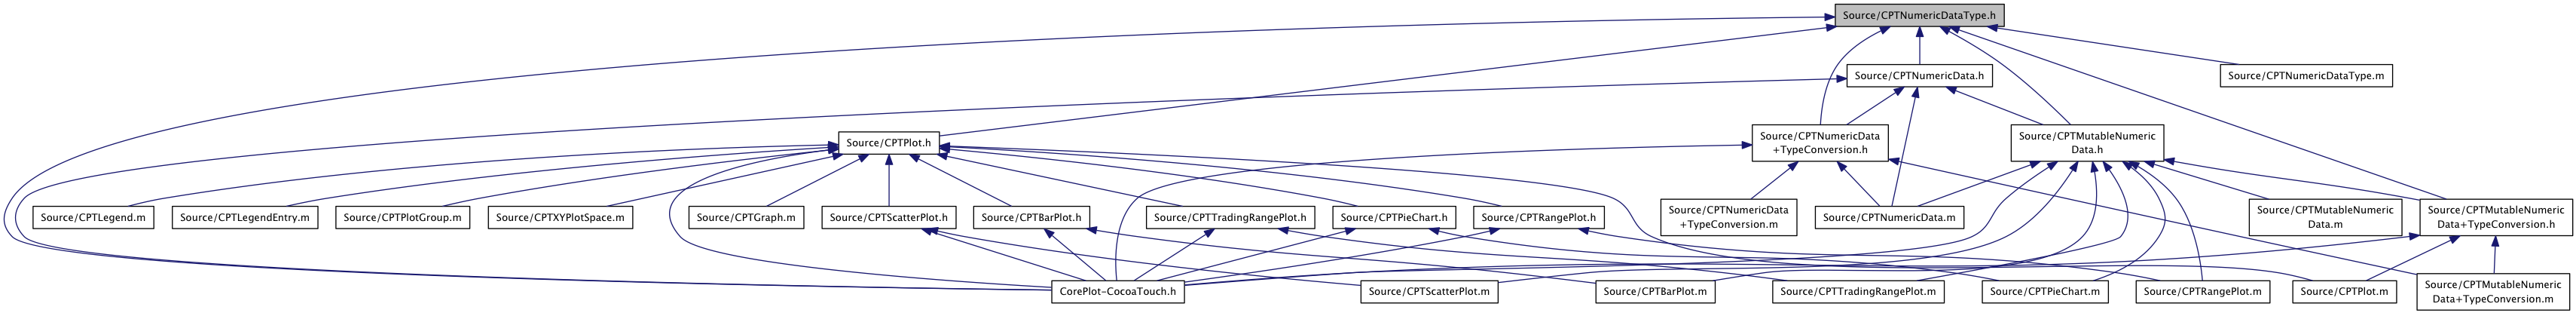 Source/CPTNumericDataType.h
Source/CPTNumericData.h
Source/CPTNumericDataType.m
Source/CPTPlot.h
Source/CPTNumericData
+TypeConversion.h
Source/CPTMutableNumeric
Data.h
Source/CPTLegend.m
Source/CPTLegendEntry.m
Source/CPTPlotGroup.m
Source/CPTXYPlotSpace.m
Source/CPTGraph.m
Source/CPTScatterPlot.h
Source/CPTBarPlot.h
Source/CPTTradingRangePlot.h
Source/CPTPieChart.h
Source/CPTRangePlot.h
Source/CPTNumericData
+TypeConversion.m
Source/CPTNumericData.m
Source/CPTMutableNumeric
Data.m
Source/CPTMutableNumeric
Data+TypeConversion.h
CorePlot-CocoaTouch.h
Source/CPTScatterPlot.m
Source/CPTBarPlot.m
Source/CPTTradingRangePlot.m
Source/CPTPieChart.m
Source/CPTRangePlot.m
Source/CPTPlot.m
Source/CPTMutableNumeric
Data+TypeConversion.m